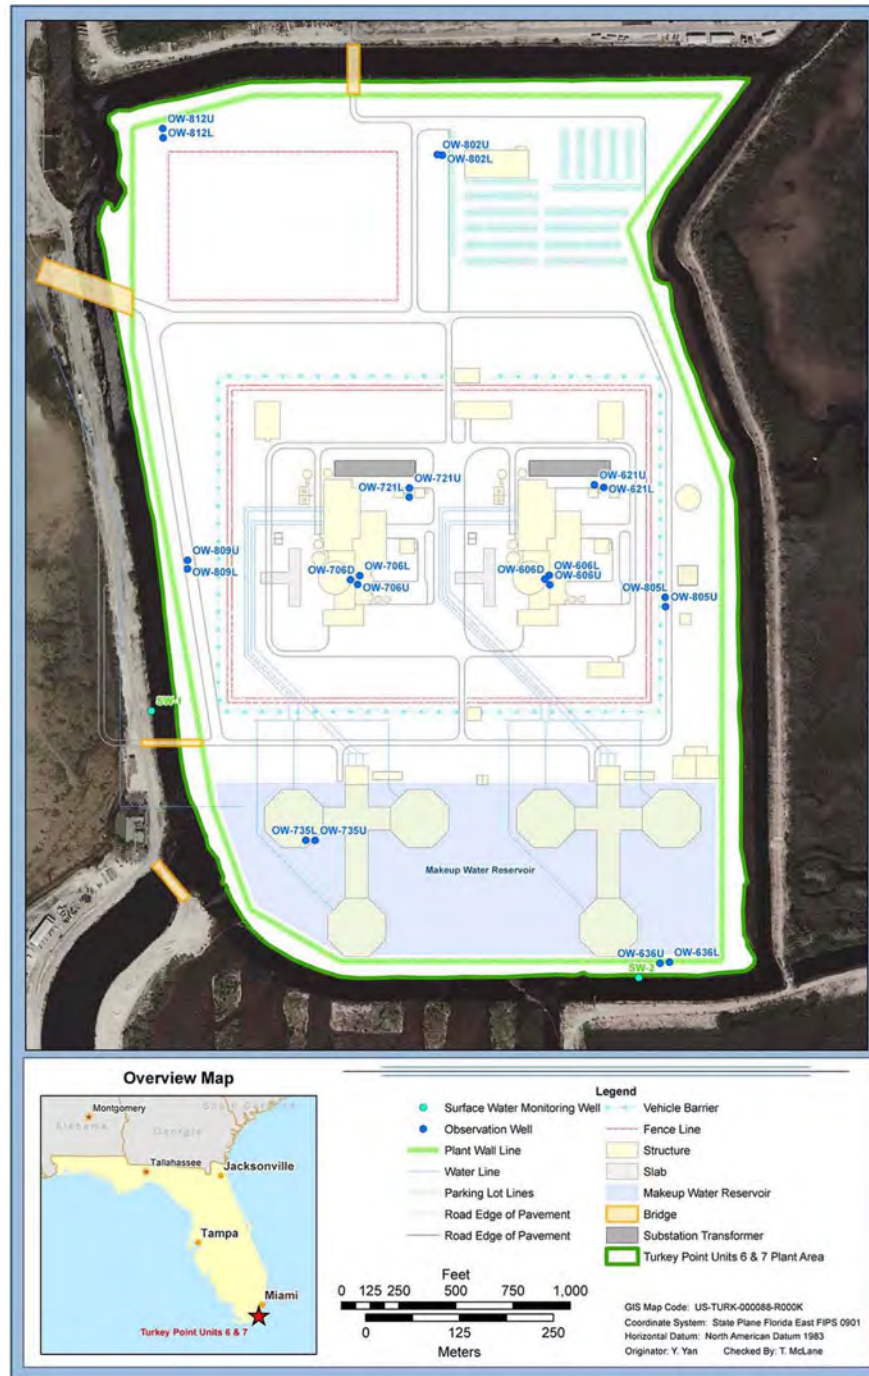 OW-812U
OW-812L
OW-802U
OW-802L
OW-721U
OW-721L
OW-621U
OW-621L
OW-809U
OW-809L
OW-706D
OW-706L
OW-706U
OW-606D
OW-606L
OW-606U
OW-805L
OW-805U
SW-1
OW-735L
OW-735U
Makeup Water Reservoir
OW-636U
OW-636L
SW-2
Overview Map
Montgomery
Alabama
Georgia
South Carolina
Tallahassee
Jacksonville
Tampa
Miami
Turkey Point Units 6 & 7
Legend
Surface Water Monitoring Well
Observation Well
Plant Wall Line
Water Line
Parking Lot Lines
Road Edge of Pavement
Road Edge of Pavement
Vehicle Barrier
Fence Line
Structure
Slab
Makeup Water Reservoir
Bridge
Substation Transformer
Turkey Point Units 6 & 7 Plant Area
Feet
0 125 250 500 750 1,000
0 125 250
Meters
GIS Map Code: US-TURK-000088-R000K
Coordinate System: State Plane Florida East FIPS 0901
Horizontal Datum: North American Datum 1983
Originator: Y. Yan Checked By: T. McLane